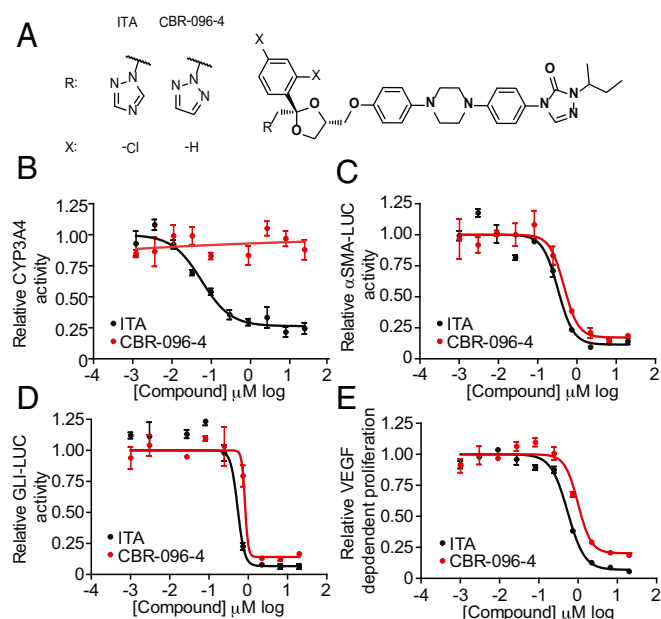 A
ITA CBR-096-4
R:
N N N
N N N
X: -Cl -H
X
X
R
O O
O
N N
N
O
N
N
B
Relative CYP3A4
activity
1.25
1.00
0.75
0.50
0.25
ITA
CBR-096-4
-4 -3 -2 -1 0 1 2
[Compound] μM log
C
Relative αSMA-LUC
activity
1.25
1.00
0.75
0.50
0.25
ITA
CBR-096-4
-4 -3 -2 -1 0 1 2
[Compound] μM log
D
Relative GLI-LUC
activity
1.25
1.00
0.75
0.50
0.25
0.00
ITA
CBR-096-4
-4 -3 -2 -1 0 1 2
[Compound] μM log
E
Relative VEGF
depdendent proliferation
1.25
1.00
0.75
0.50
0.25
0.00
ITA
CBR-096-4
-4 -3 -2 -1 0 1 2
[Compound] μM log